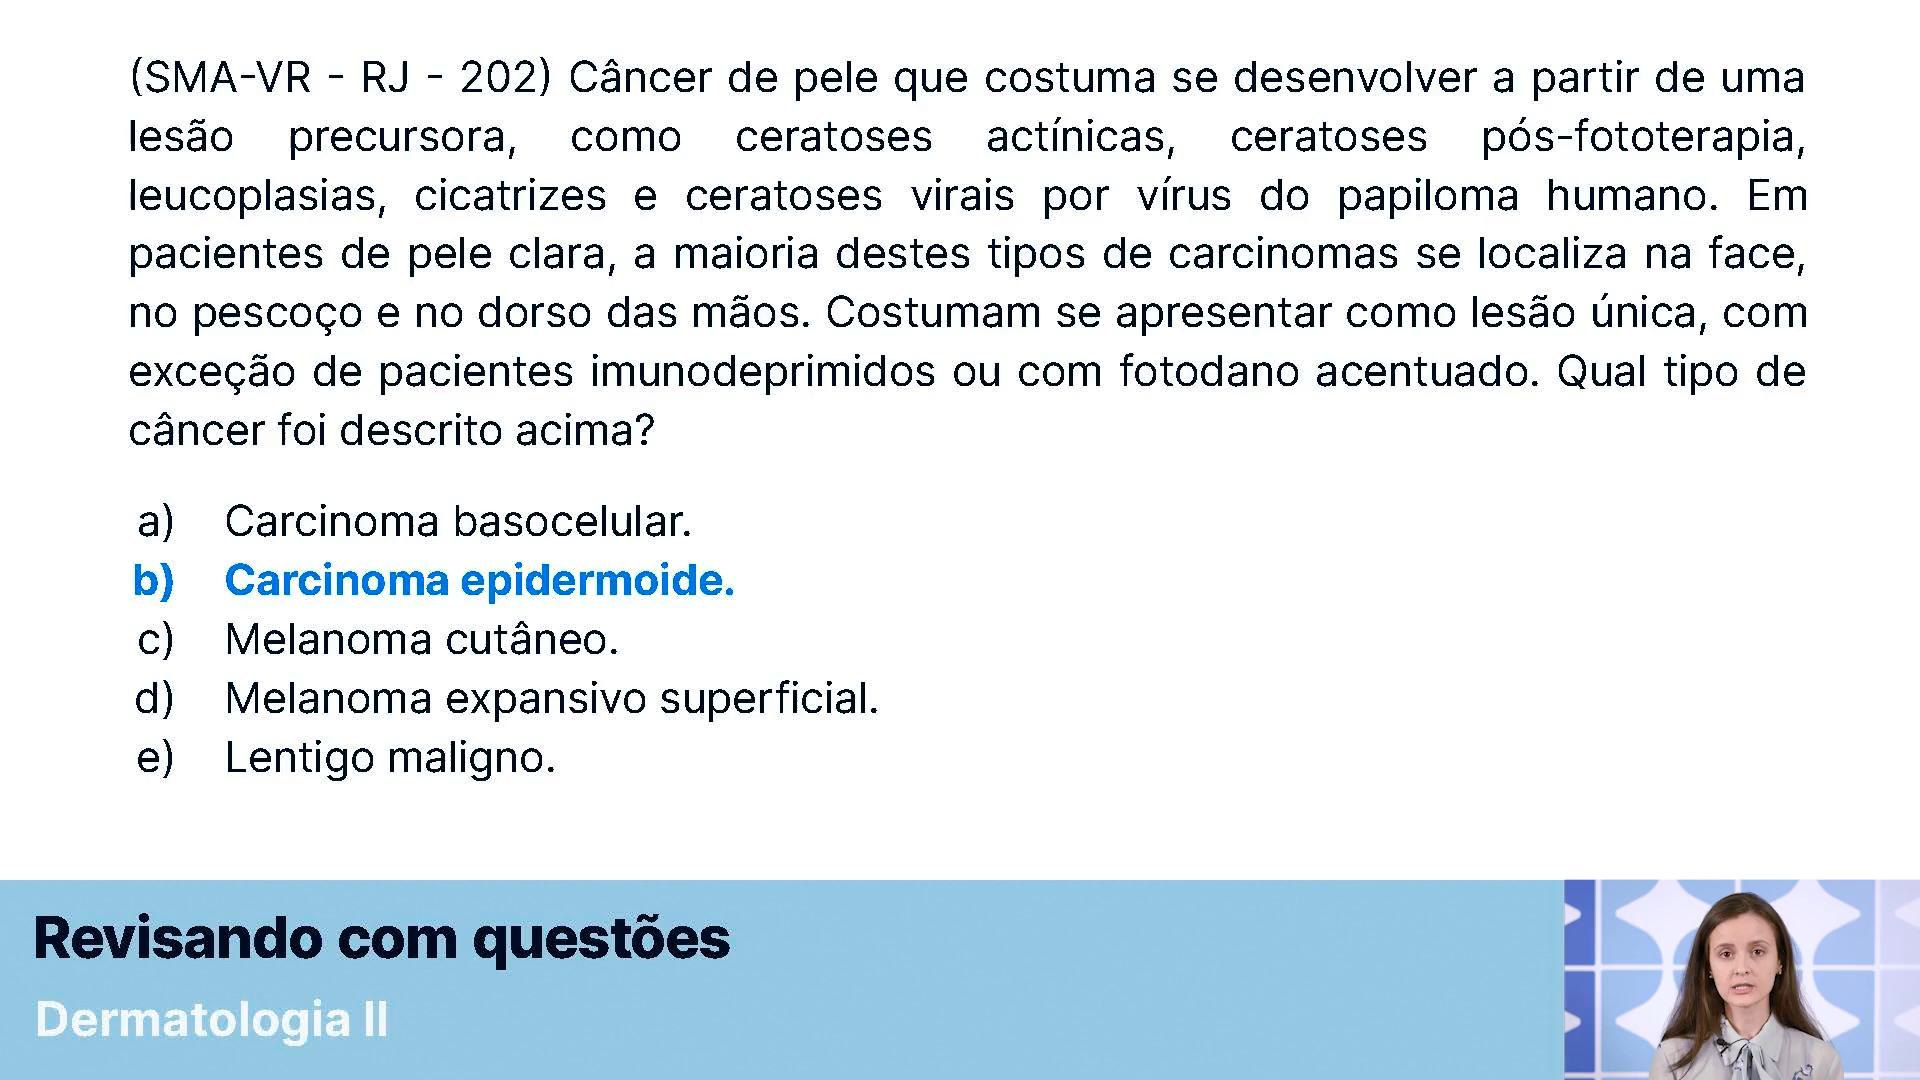 (SMA-VR - RJ - 202) Câncer de pele que costuma se desenvolver a partir de uma
lesão precursora, como ceratoses actínicas, ceratoses pós-fototerapia,
leucoplasias, cicatrizes e ceratoses virais por vírus do papiloma humano. Em
pacientes de pele clara, a maioria destes tipos de carcinomas se localiza na face,
no pescoço e no dorso das mãos. Costumam se apresentar como lesão única, com
exceção de pacientes imunodeprimidos ou com fotodano acentuado. Qual tipo de
câncer foi descrito acima?
a) Carcinoma basocelular.
b) Carcinoma epidermoide.
c) Melanoma cutâneo.
d) Melanoma expansivo superficial.
e) Lentigo maligno.
Revisando com questões
Dermatologia II